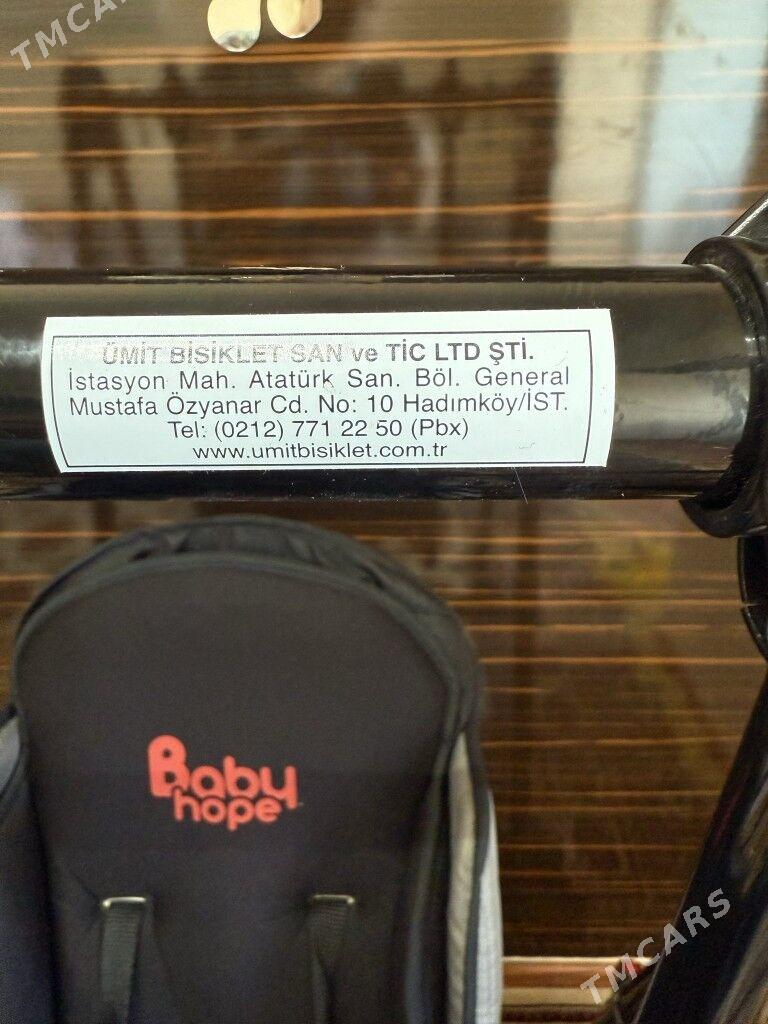 TMCARS
ÜMİT BİSİKLET SAN ve TİC LTD ŞTİ.
İstasyon Mah. Atatürk San. Böl. General
Mustafa Özyanar Cd. No: 10 Hadımköy/İST.
Tel: (0212) 771 22 50 (Pbx)
www.umitbisiklet.com.tr
Baby
hope
TMCARS
TMCARS